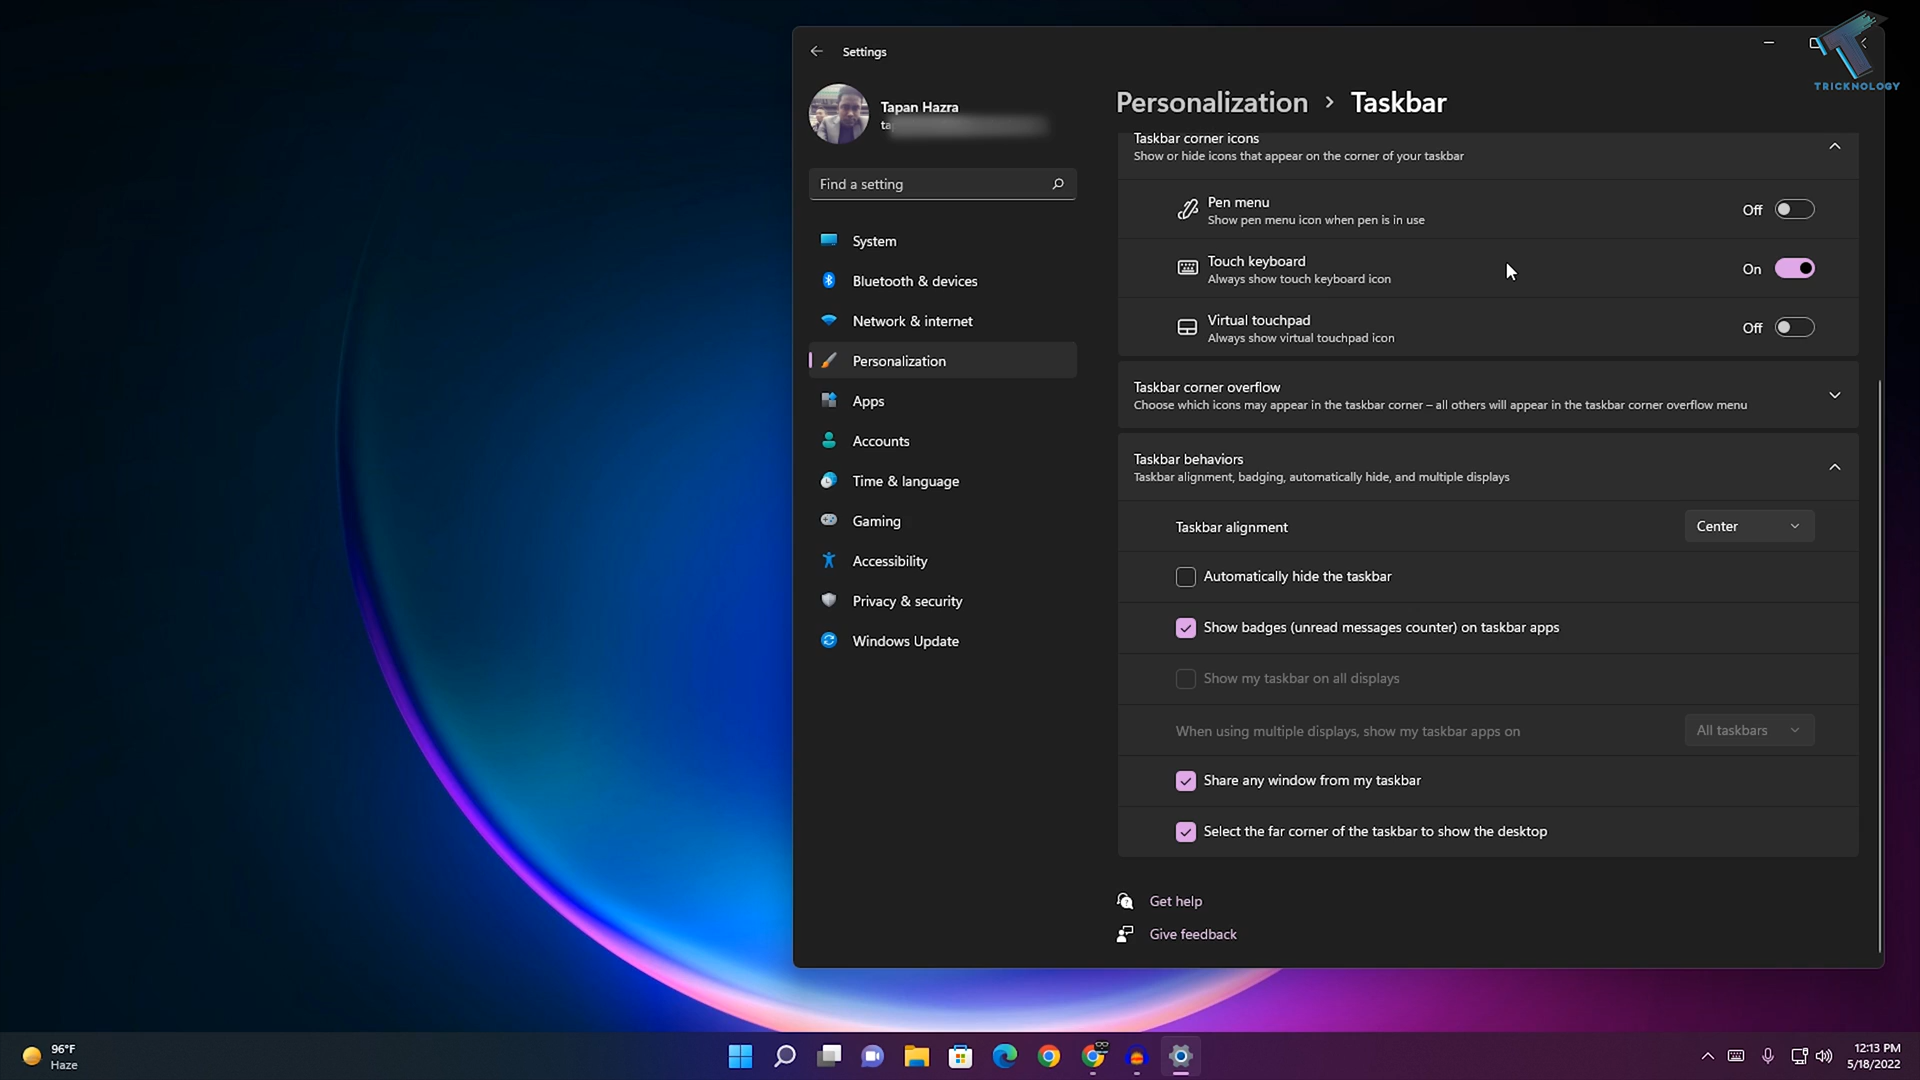 TRICKNOLOGY
Settings
Tapan Hazra
ta
Find a setting
System
Bluetooth & devices
Network & internet
Personalization
Apps
Accounts
Time & language
Gaming
Accessibility
Privacy & security
Windows Update
Personalization > Taskbar
Taskbar corner icons
Show or hide icons that appear on the corner of your taskbar
Pen menu
Show pen menu icon when pen is in use
Off
Touch keyboard
Always show touch keyboard icon
On
Virtual touchpad
Always show virtual touchpad icon
Off
Taskbar corner overflow
Choose which icons may appear in the taskbar corner – all others will appear in the taskbar corner overflow menu
Taskbar behaviors
Taskbar alignment, badging, automatically hide, and multiple displays
Taskbar alignment
Center
Automatically hide the taskbar
Show badges (unread messages counter) on taskbar apps
Show my taskbar on all displays
When using multiple displays, show my taskbar apps on
All taskbars
Share any window from my taskbar
Select the far corner of the taskbar to show the desktop
Get help
Give feedback
96°F
Haze
12:13 PM
5/18/2022